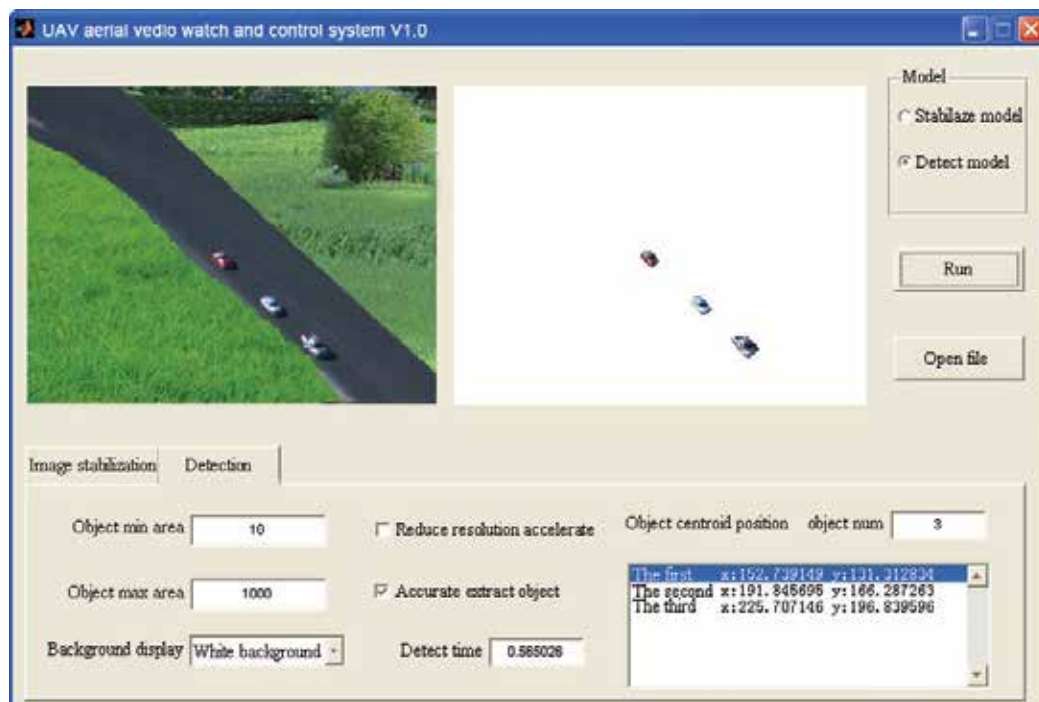 UAV aerial vedio watch and control system V1.0
Model
Stabilaze model
Detect model
Run
Open file
Image stabilization Detection
Object min area 10
Reduce resolution accelerate
Object centroid position object num 3
Object max area 1000
Accurate extract object
The first x:152.739149 y:131.312834
The second x:191.845695 y:166.287263
The third x:225.707146 y:196.839596
Background display White background
Detect time 0.565026